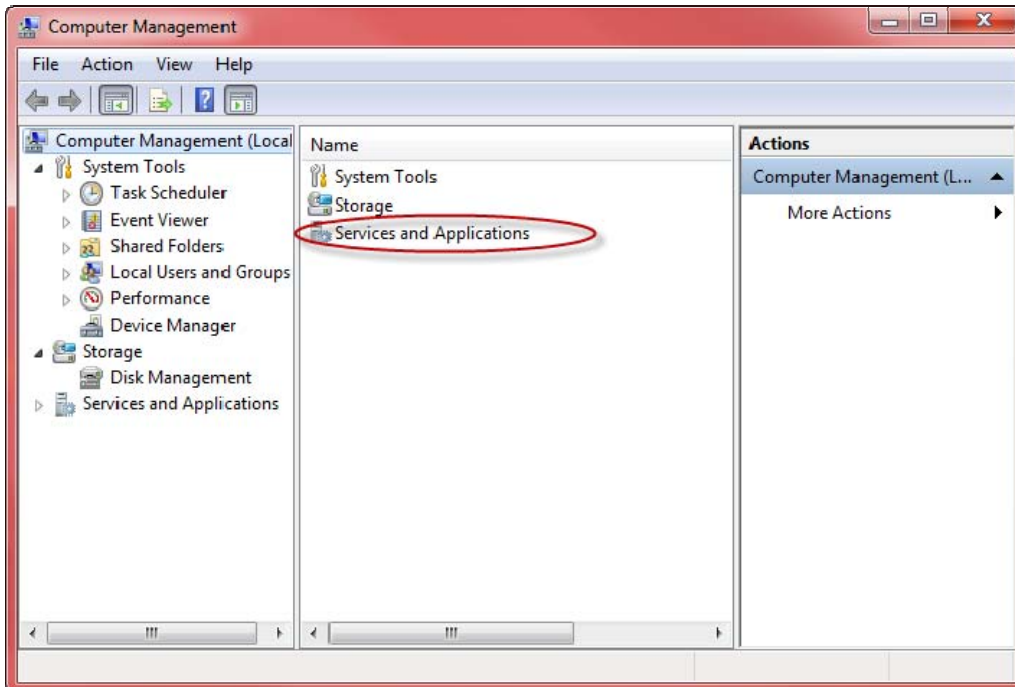 Computer Management
File Action View Help
Computer Management (Local
System Tools
Task Scheduler
Event Viewer
Shared Folders
Local Users and Groups
Performance
Device Manager
Storage
Disk Management
Services and Applications
Name
System Tools
Storage
Services and Applications
Actions
Computer Management (L...
More Actions